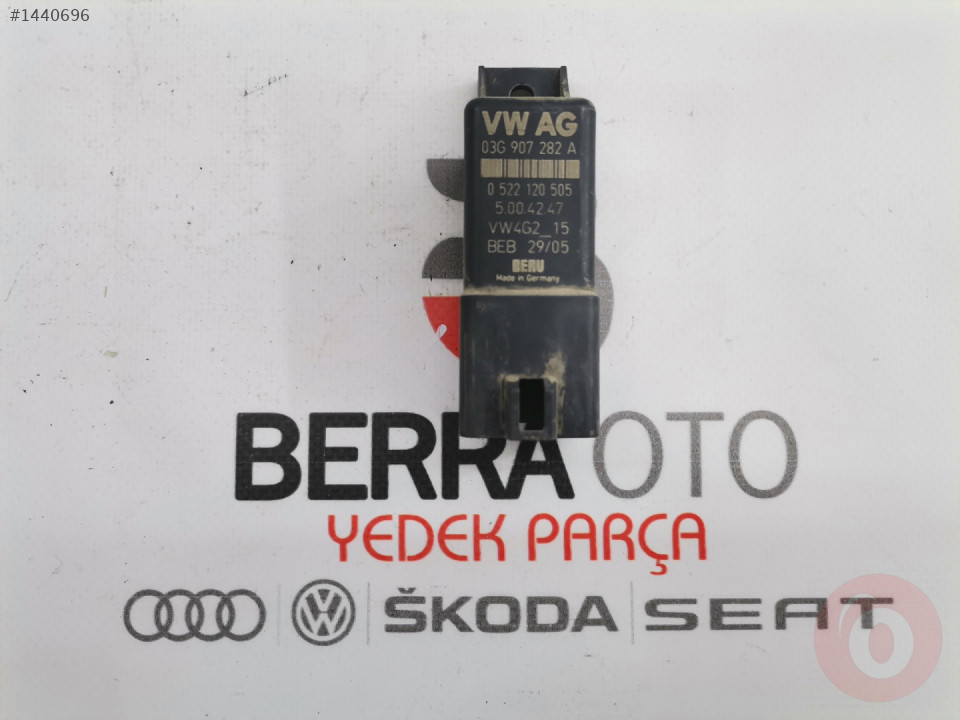 #1440696
VW AG
03G 907 282 A
0 522 120 505
5.00.42.47
VW4G2_15
BEB 29/05
BERU
Made in Germany
BERRA OTO
YEDEK PARÇA
ŠKODA
SEAT